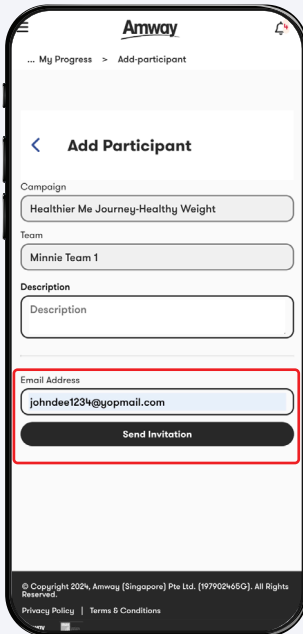 Amway
4
... My Progress > Add-participant
Add Participant
Campaign
Healthier Me Journey-Healthy Weight
Team
Minnie Team 1
Description
Description
Email Address
johndee1234@yopmail.com
Send Invitation
© Copyright 2024, Amway (Singapore) Pte Ltd. (197902465G). All Rights
Reserved.
Privacy Policy | Terms & Conditions